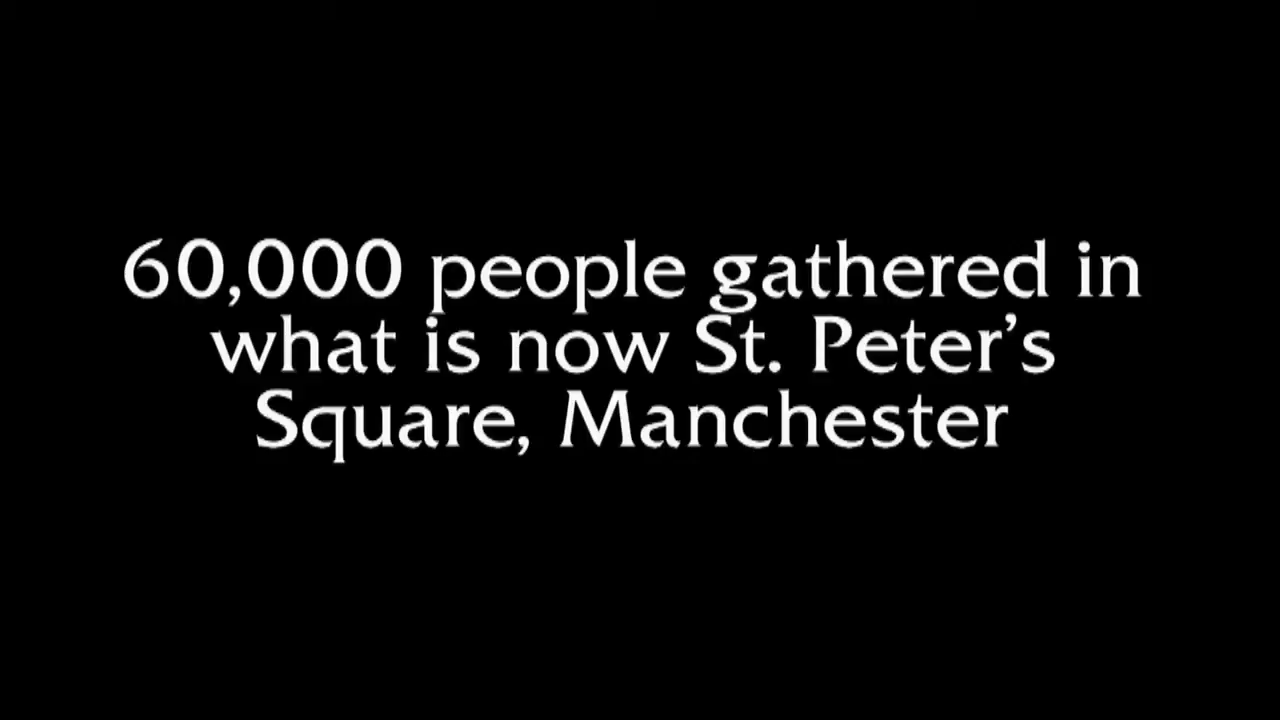 60,000 people gathered in
what is now St. Peter’s
Square, Manchester